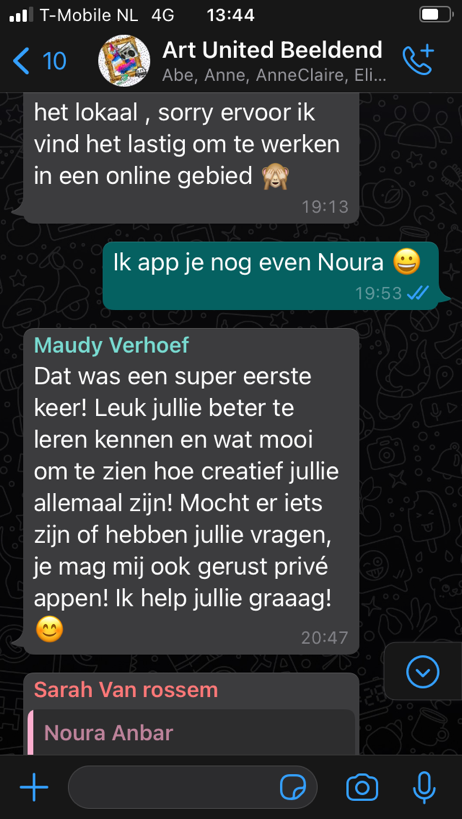 T-Mobile NL 4G 13:44
10 Art United Beeldend
Abe, Anne, AnneClaire, Eli...
het lokaal , sorry ervoor ik
vind het lastig om te werken
in een online gebied 🙈
19:13
Ik app je nog even Noura 😀
19:53
Maudy Verhoef
Dat was een super eerste
keer! Leuk jullie beter te
leren kennen en wat mooi
om te zien hoe creatief jullie
allemaal zijn! Mocht er iets
zijn of hebben jullie vragen,
je mag mij ook gerust privé
appen! Ik help jullie graaag!
😊
20:47
Sarah Van rossem
Noura Anbar